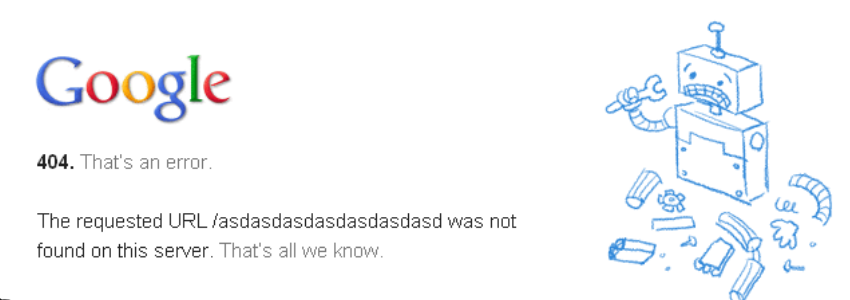 Google
404. That's an error.
The requested URL /asdasdasdasdasdasdasd was not
found on this server. That's all we know.